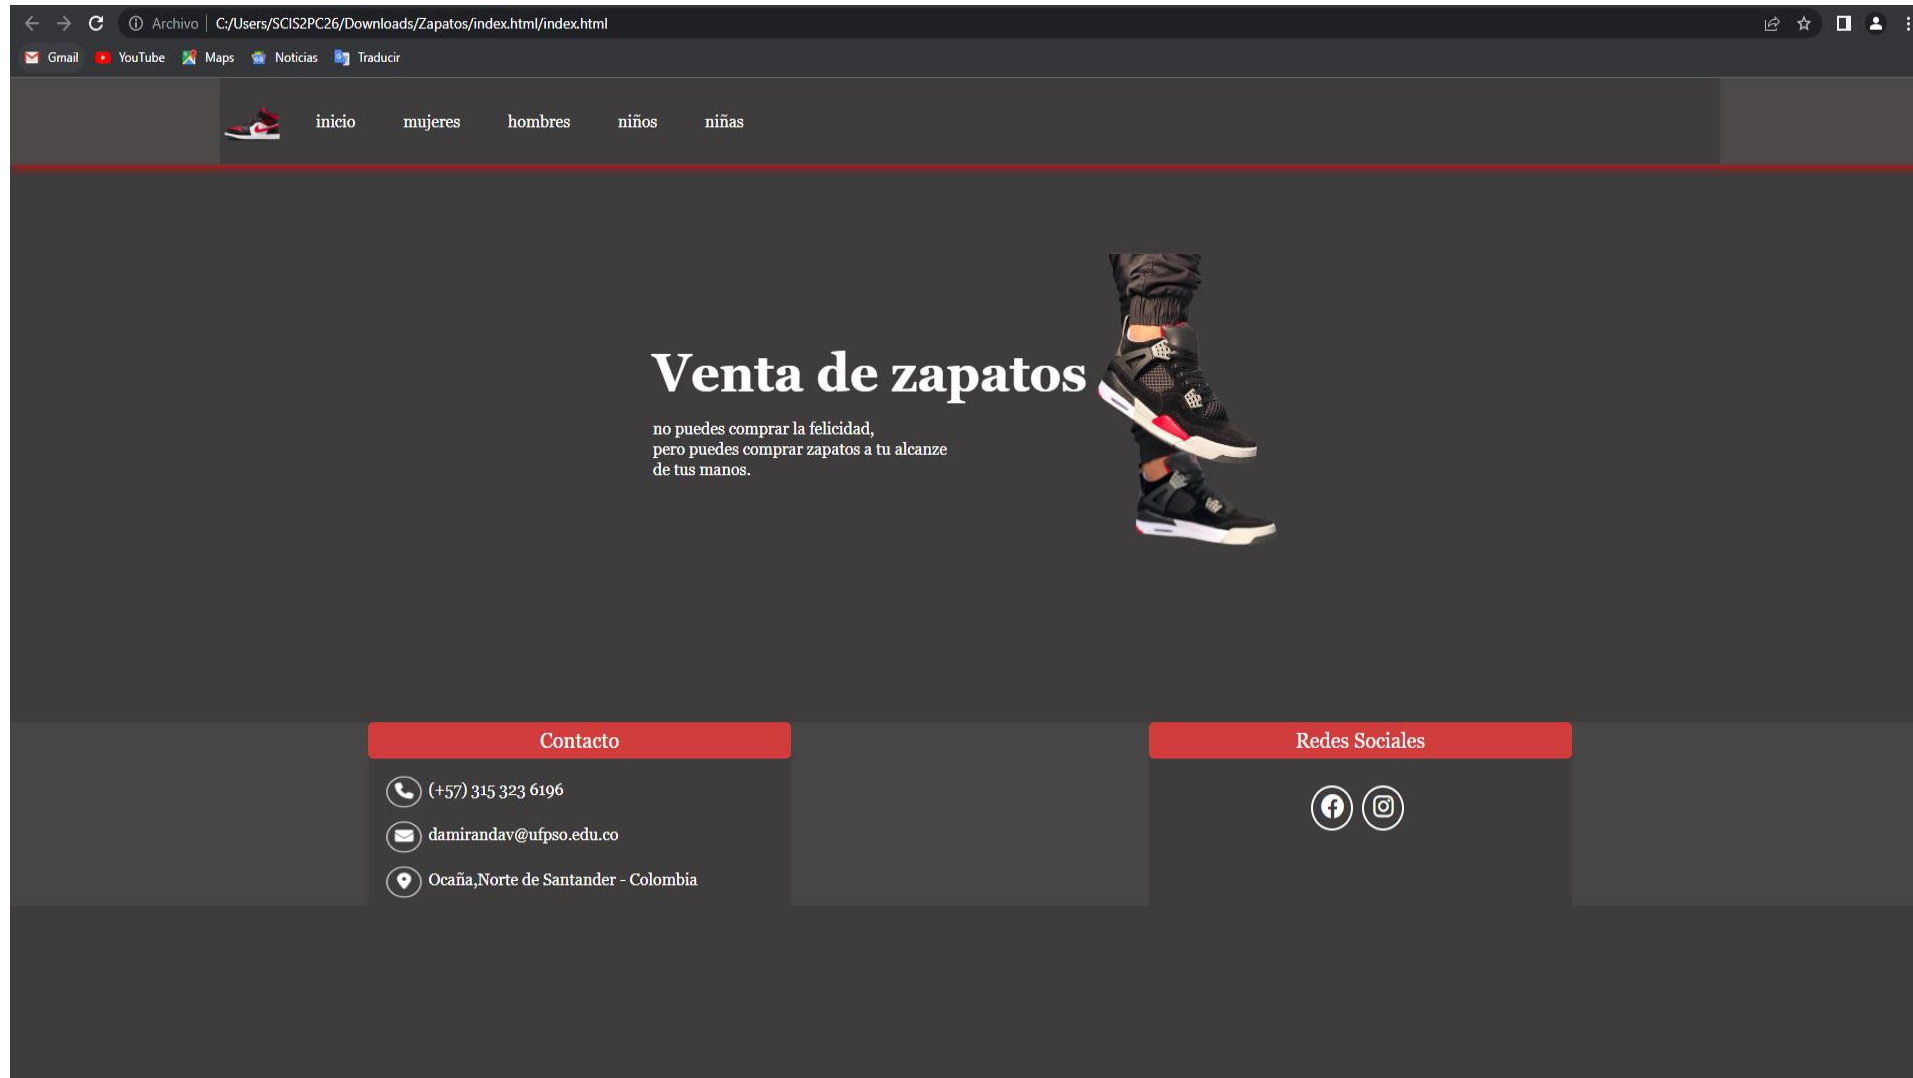 Archivo
C:/Users/SCIS2PC26/Downloads/Zapatos/index.html/index.html
Gmail YouTube Maps Noticias Traducir
inicio mujeres hombres niños niñas
Venta de zapatos
no puedes comprar la felicidad,
pero puedes comprar zapatos a tu alcanze
de tus manos.
Contacto
(+57) 315 323 6196
damirandav@ufpso.edu.co
Ocaña,Norte de Santander - Colombia
Redes Sociales